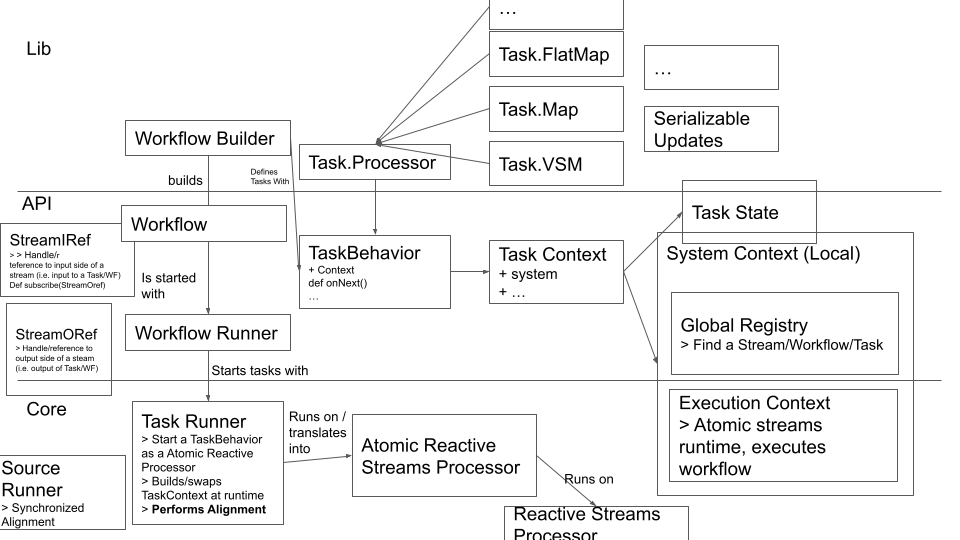 …
Lib
Task.FlatMap
…
Task.Map
Serializable
Updates
Workflow Builder
Task.Processor
Task.VSM
builds
Defines
Tasks With
API
Workflow
Task State
StreamIRef
> > Handle/r
reference to input side of a
stream (i.e. input to a Task/WF)
Def subscribe(StreamOref)
TaskBehavior
+ Context
def onNext()
…
Task Context
+ system
+ …
System Context (Local)
Is started
with
Global Registry
> Find a Stream/Workflow/Task
StreamORef
> Handle/reference to
output side of a steam
(i.e. output of Task/WF)
Workflow Runner
Starts tasks with
Core
Task Runner
> Start a TaskBehavior
as a Atomic Reactive
Processor
> Builds/swaps
TaskContext at runtime
> Performs Alignment
Runs on /
translates
into
Atomic Reactive
Streams Processor
Execution Context
> Atomic streams
runtime, executes
workflow
Source
Runner
> Synchronized
Alignment
Runs on
Reactive Streams
Processor